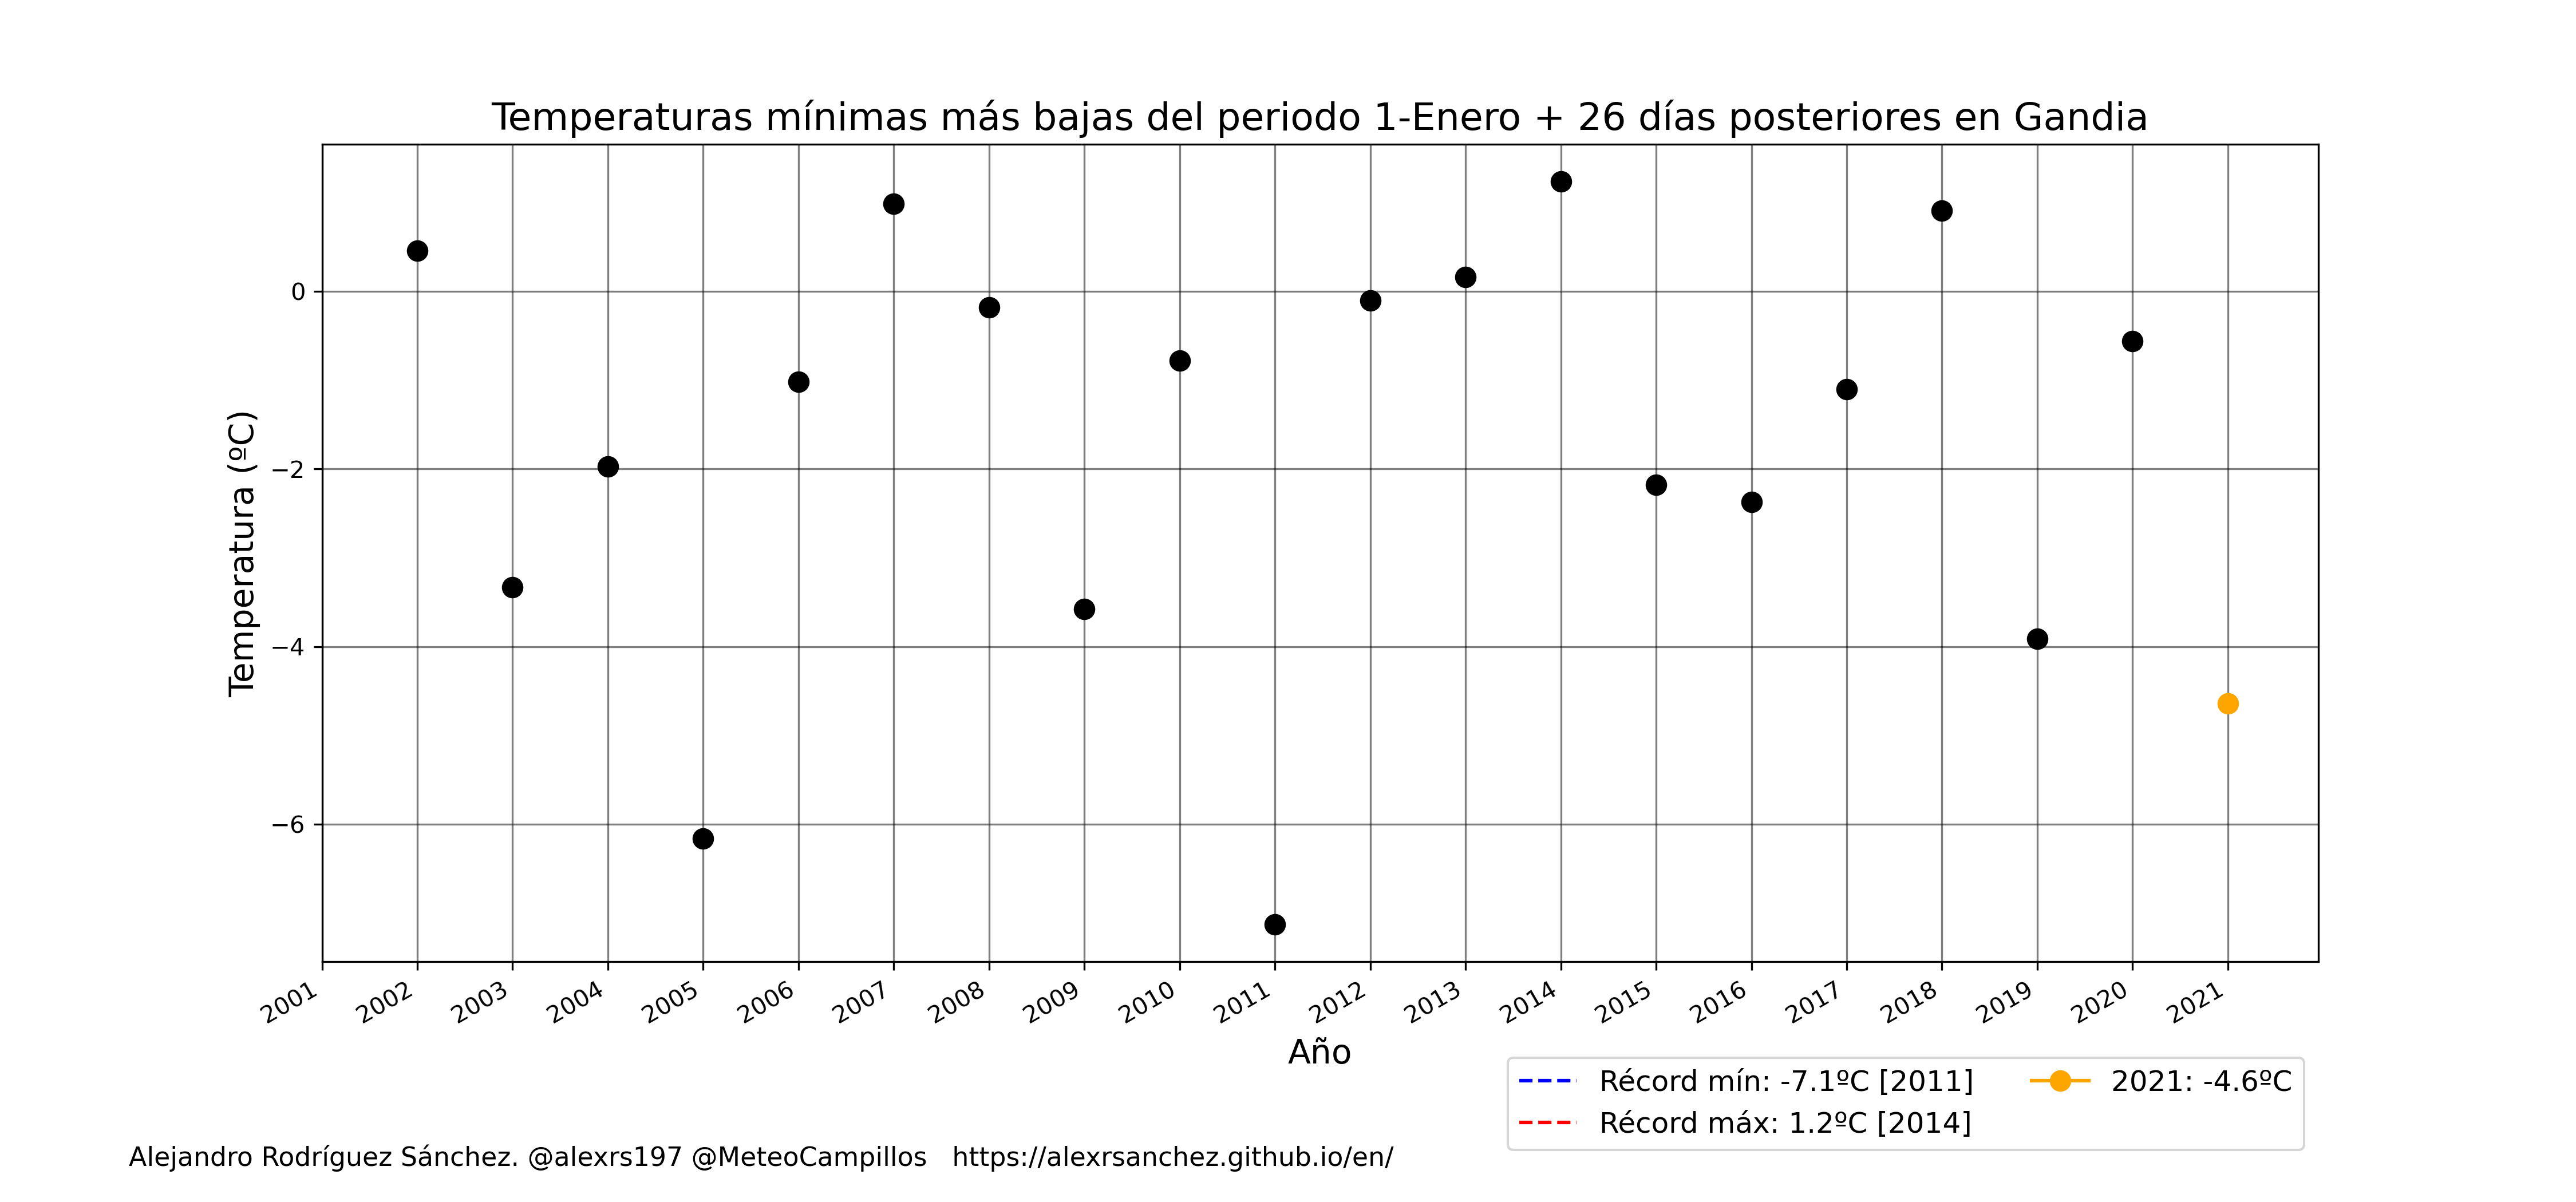 Temperaturas mínimas más bajas del periodo 1-Enero + 26 días posteriores en Gandia
Temperatura (ºC)
0
−2
−4
−6
2001 2002 2003 2004 2005 2006 2007 2008 2009 2010 2011 2012 2013 2014 2015 2016 2017 2018 2019 2020 2021
Año
Récord mín: -7.1ºC [2011]
Récord máx: 1.2ºC [2014]
2021: -4.6ºC
Alejandro Rodríguez Sánchez. @alexrs197 @MeteoCampillos https://alexrsanchez.github.io/en/